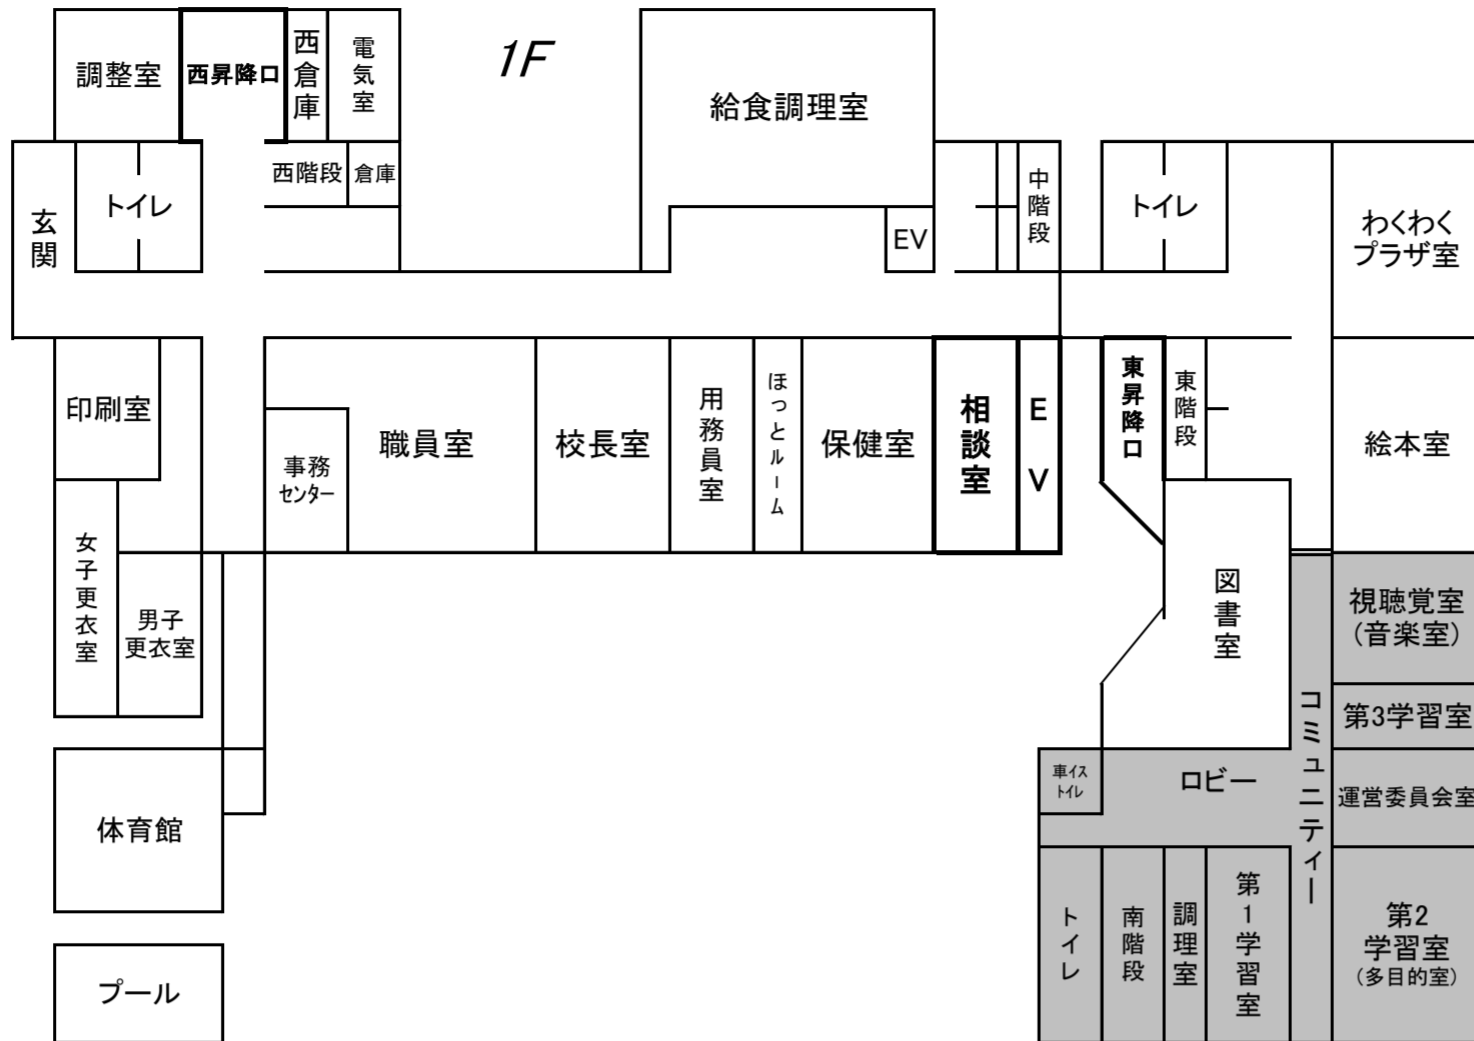 1F
調整室
西昇降口
西倉庫
電気室
給食調理室
玄関
トイレ
西階段
倉庫
EV
中階段
トイレ
わくわく
プラザ室
印刷室
事務
センター
職員室
校長室
用務員室
ほっとルーム
保健室
相談室
EV
東昇降口
東階段
絵本室
女子更衣室
男子
更衣室
図書室
視聴覚室
(音楽室)
第3学習室
コミュニティー
車イス
トイレ
ロビー
運営委員会室
体育館
トイレ
南階段
調理室
第1学習室
第2
学習室
(多目的室)
プール